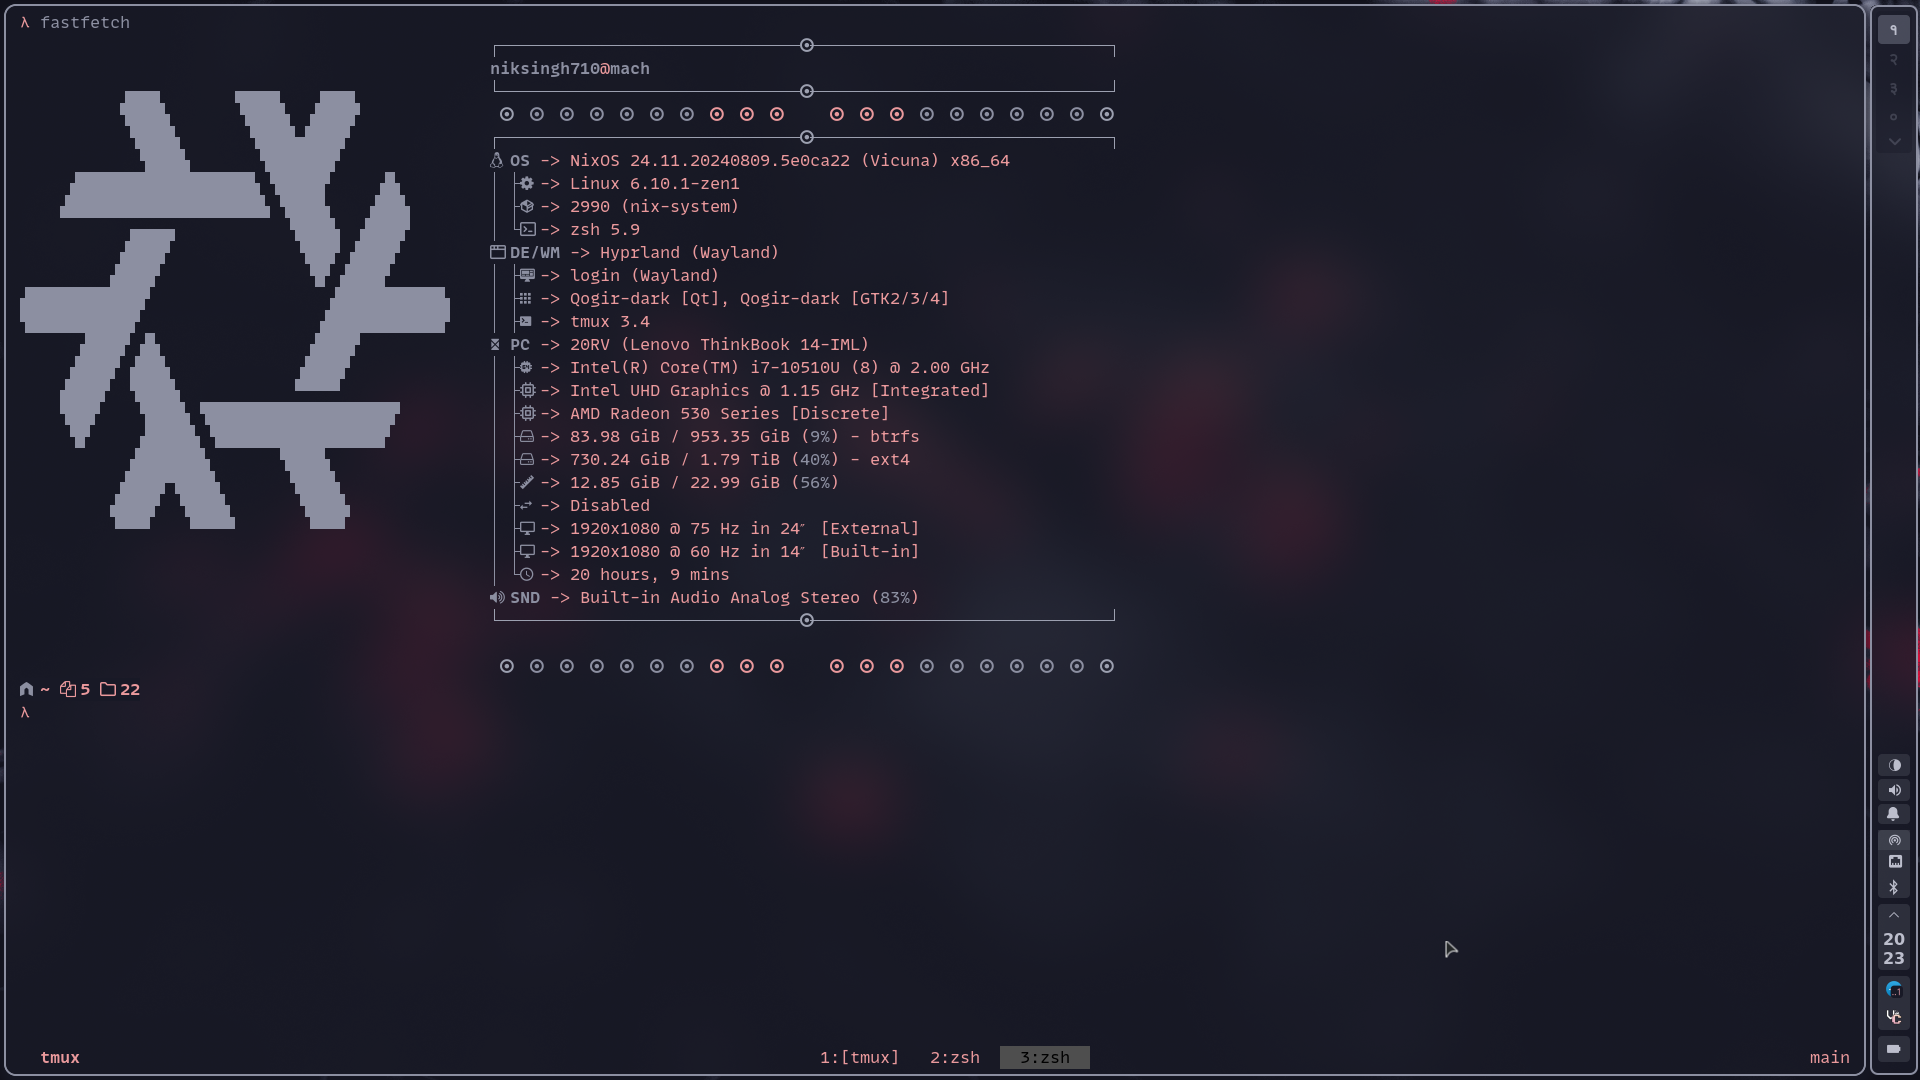 λ fastfetch
niksingh710@mach
OS -> NixOS 24.11.20240809.5e0ca22 (Vicuna) x86_64
-> Linux 6.10.1-zen1
-> 2990 (nix-system)
-> zsh 5.9
DE/WM -> Hyprland (Wayland)
-> login (Wayland)
-> Qogir-dark [Qt], Qogir-dark [GTK2/3/4]
-> tmux 3.4
PC -> 20RV (Lenovo ThinkBook 14-IML)
-> Intel(R) Core(TM) i7-10510U (8) @ 2.00 GHz
-> Intel UHD Graphics @ 1.15 GHz [Integrated]
-> AMD Radeon 530 Series [Discrete]
-> 83.98 GiB / 953.35 GiB (9%) - btrfs
-> 730.24 GiB / 1.79 TiB (40%) - ext4
-> 12.85 GiB / 22.99 GiB (56%)
-> Disabled
-> 1920x1080 @ 75 Hz in 24″ [External]
-> 1920x1080 @ 60 Hz in 14″ [Built-in]
-> 20 hours, 9 mins
SND -> Built-in Audio Analog Stereo (83%)
~ 5 22
λ
tmux 1:[tmux] 2:zsh 3:zsh main
१
२
३
०
20
23